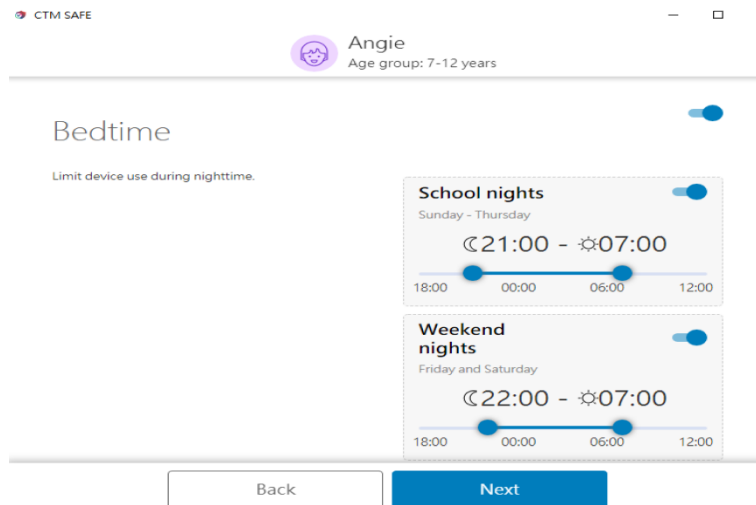 CTM SAFE
Angie
Age group: 7-12 years
Bedtime
Limit device use during nighttime.
School nights
Sunday - Thursday
21:00 - 07:00
18:00 00:00 06:00 12:00
Weekend
nights
Friday and Saturday
22:00 - 07:00
18:00 00:00 06:00 12:00
Back Next